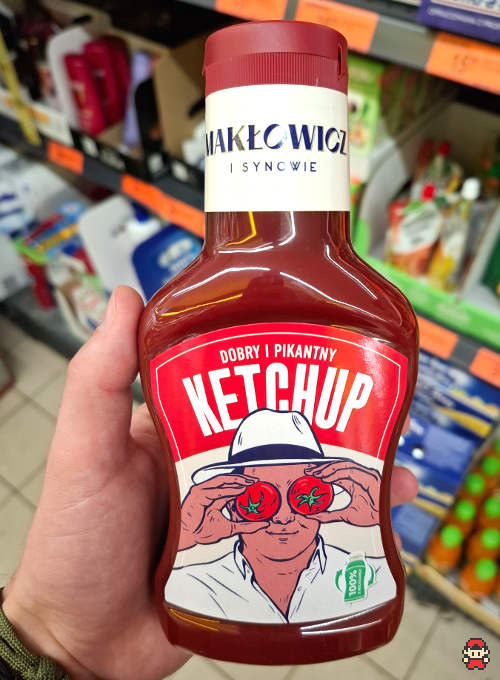 MAKŁOWICZ
I SYNOWIE
DOBRY I PIKANTNY
KETCHUP
100%